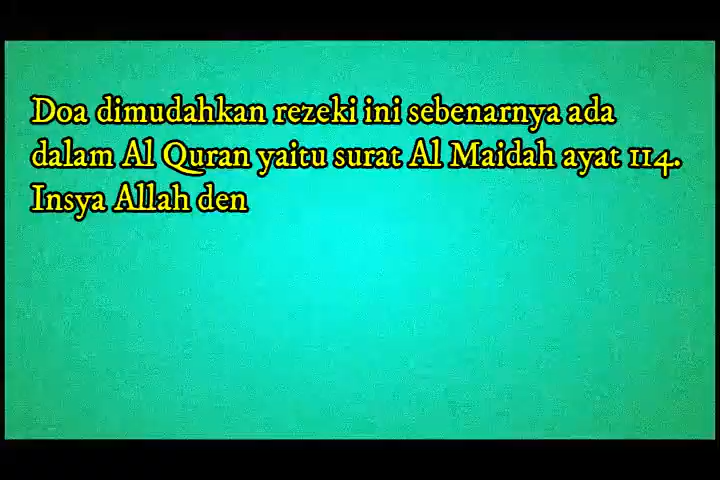 Doa dimudahkan rezeki ini sebenarnya ada
dalam Al Quran yaitu surat Al Maidah ayat 114.
Insya Allah den